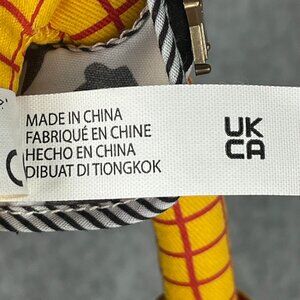 MADE IN CHINA
FABRIQUÉ EN CHINE
HECHO EN CHINA
DIBUAT DI TIONGKOK
UK
CA